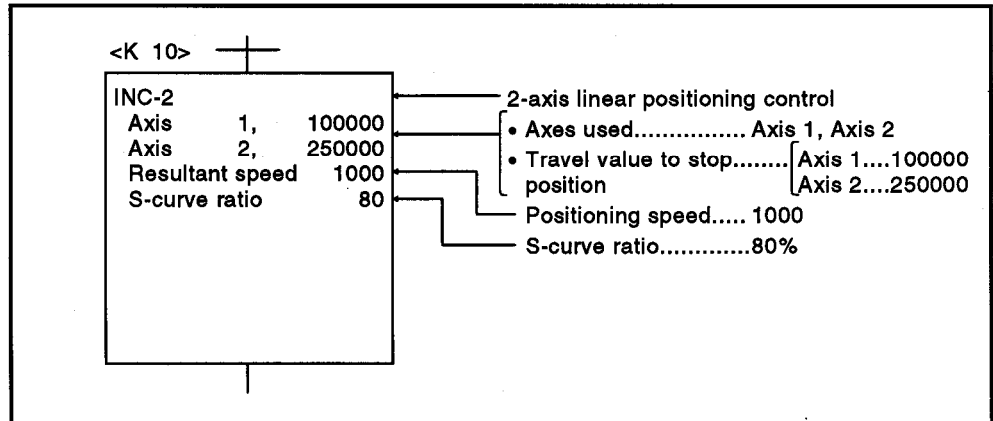 <K 10>
INC-2
Axis 1, 100000
Axis 2, 250000
Resultant speed 1000
S-curve ratio 80
2-axis linear positioning control
• Axes used................ Axis 1, Axis 2
• Travel value to stop........ Axis 1....100000
position Axis 2....250000
Positioning speed..... 1000
S-curve ratio.............80%